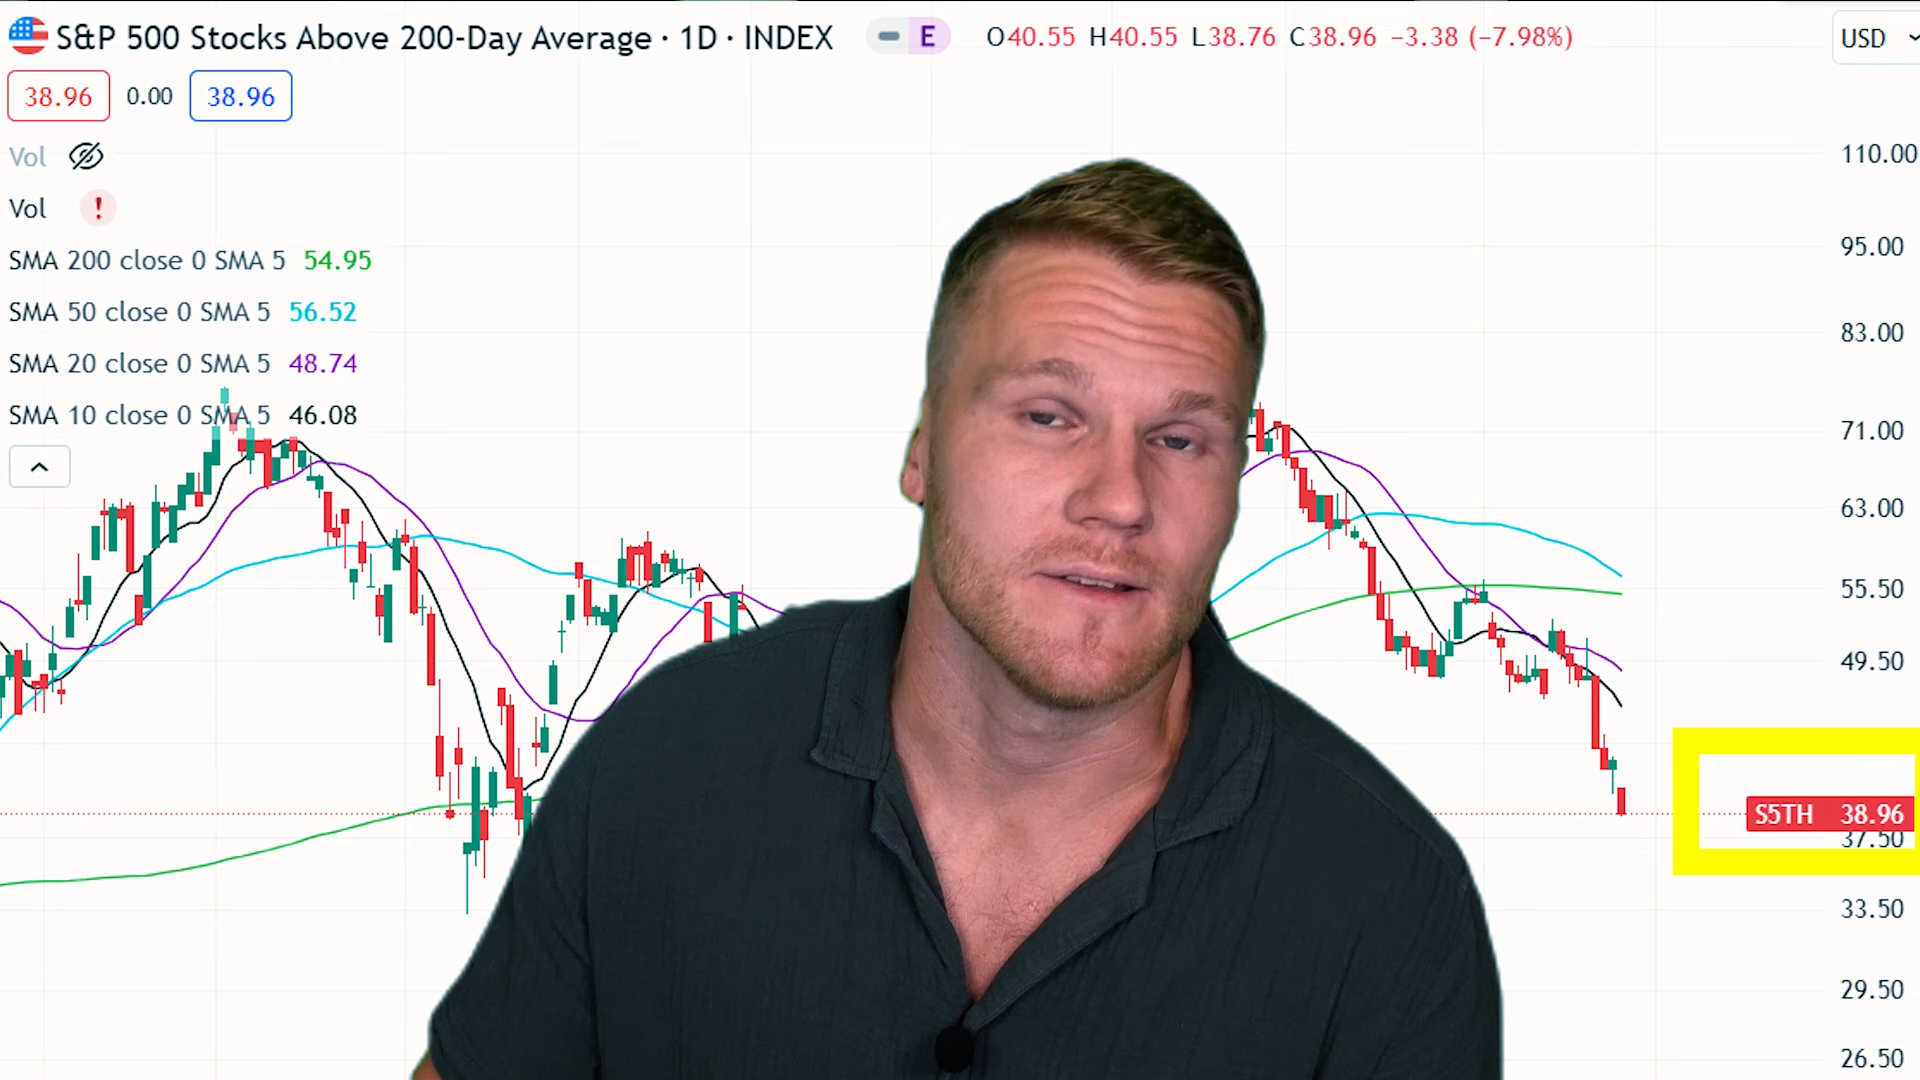 S&P 500 Stocks Above 200-Day Average · 1D · INDEX E O40.55 H40.55 L38.76 C38.96 −3.38 (−7.98%) USD
38.96 0.00 38.96
Vol
Vol !
SMA 200 close 0 SMA 5 54.95
SMA 50 close 0 SMA 5 56.52
SMA 20 close 0 SMA 5 48.74
SMA 10 close 0 SMA 5 46.08
110.00
95.00
83.00
71.00
63.00
55.50
49.50
S5TH 38.96
37.50
33.50
29.50
26.50